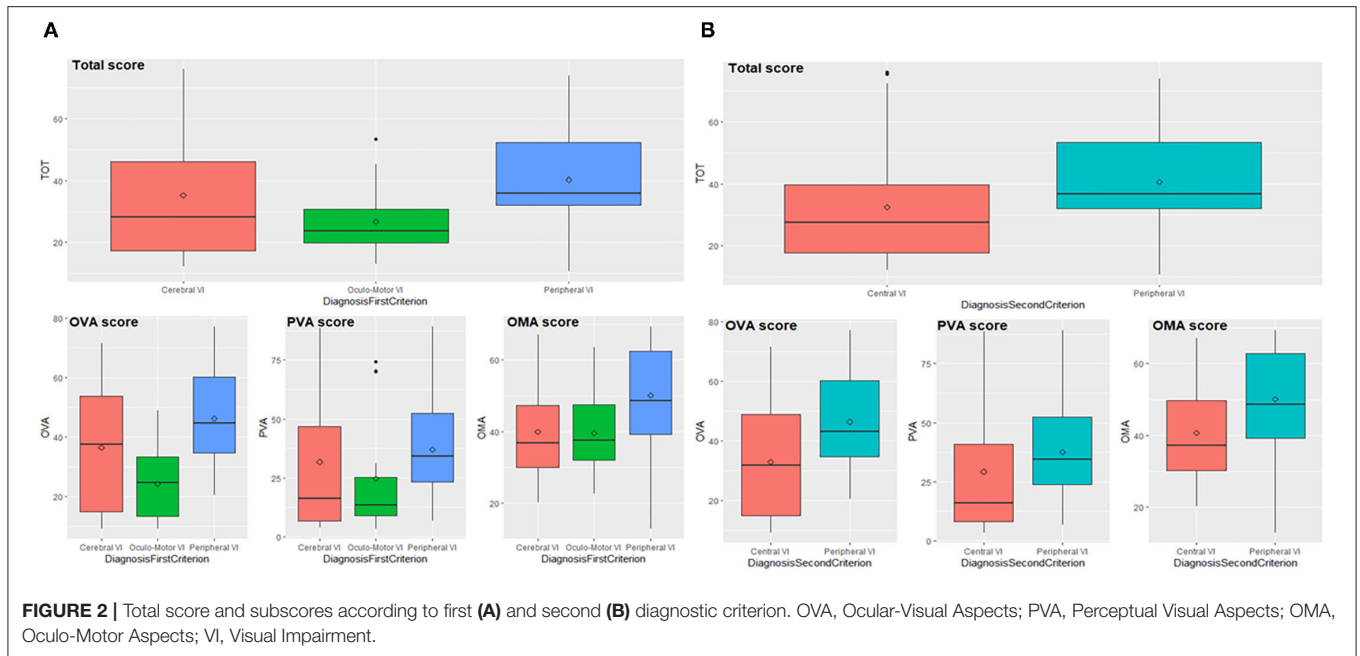 A
B
Total score
TOT
60
40
20
Cerebral VI
Oculo-Motor VI
Peripheral VI
DiagnosisFirstCriterion
Total score
TOT
60
40
20
Central VI
Peripheral VI
DiagnosisSecondCriterion
OVA score
OVA
80
60
40
20
Cerebral VI
Oculo-Motor VI
Peripheral VI
DiagnosisFirstCriterion
PVA score
PVA
75
50
25
0
Cerebral VI
Oculo-Motor VI
Peripheral VI
DiagnosisFirstCriterion
OMA score
OMA
60
40
20
Cerebral VI
Oculo-Motor VI
Peripheral VI
DiagnosisFirstCriterion
OVA score
OVA
80
60
40
20
Central VI
Peripheral VI
DiagnosisSecondCriterion
PVA score
PVA
75
50
25
0
Central VI
Peripheral VI
DiagnosisSecondCriterion
OMA score
OMA
60
40
20
Central VI
Peripheral VI
DiagnosisSecondCriterion
FIGURE 2 | Total score and subscores according to first (A) and second (B) diagnostic criterion. OVA, Ocular-Visual Aspects; PVA, Perceptual Visual Aspects; OMA,
Oculo-Motor Aspects; VI, Visual Impairment.